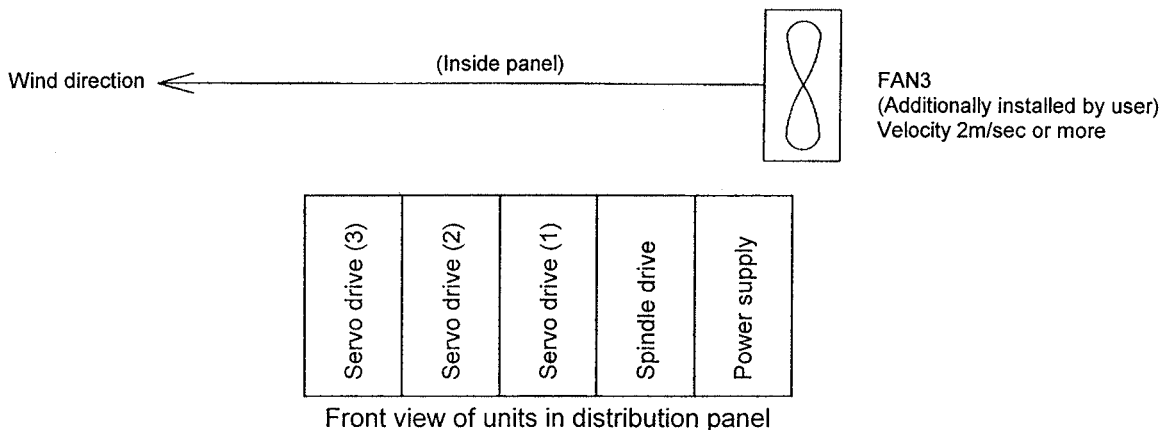 Wind direction
(Inside panel)
FAN3
(Additionally installed by user)
Velocity 2m/sec or more
Servo drive (3)
Servo drive (2)
Servo drive (1)
Spindle drive
Power supply
Front view of units in distribution panel